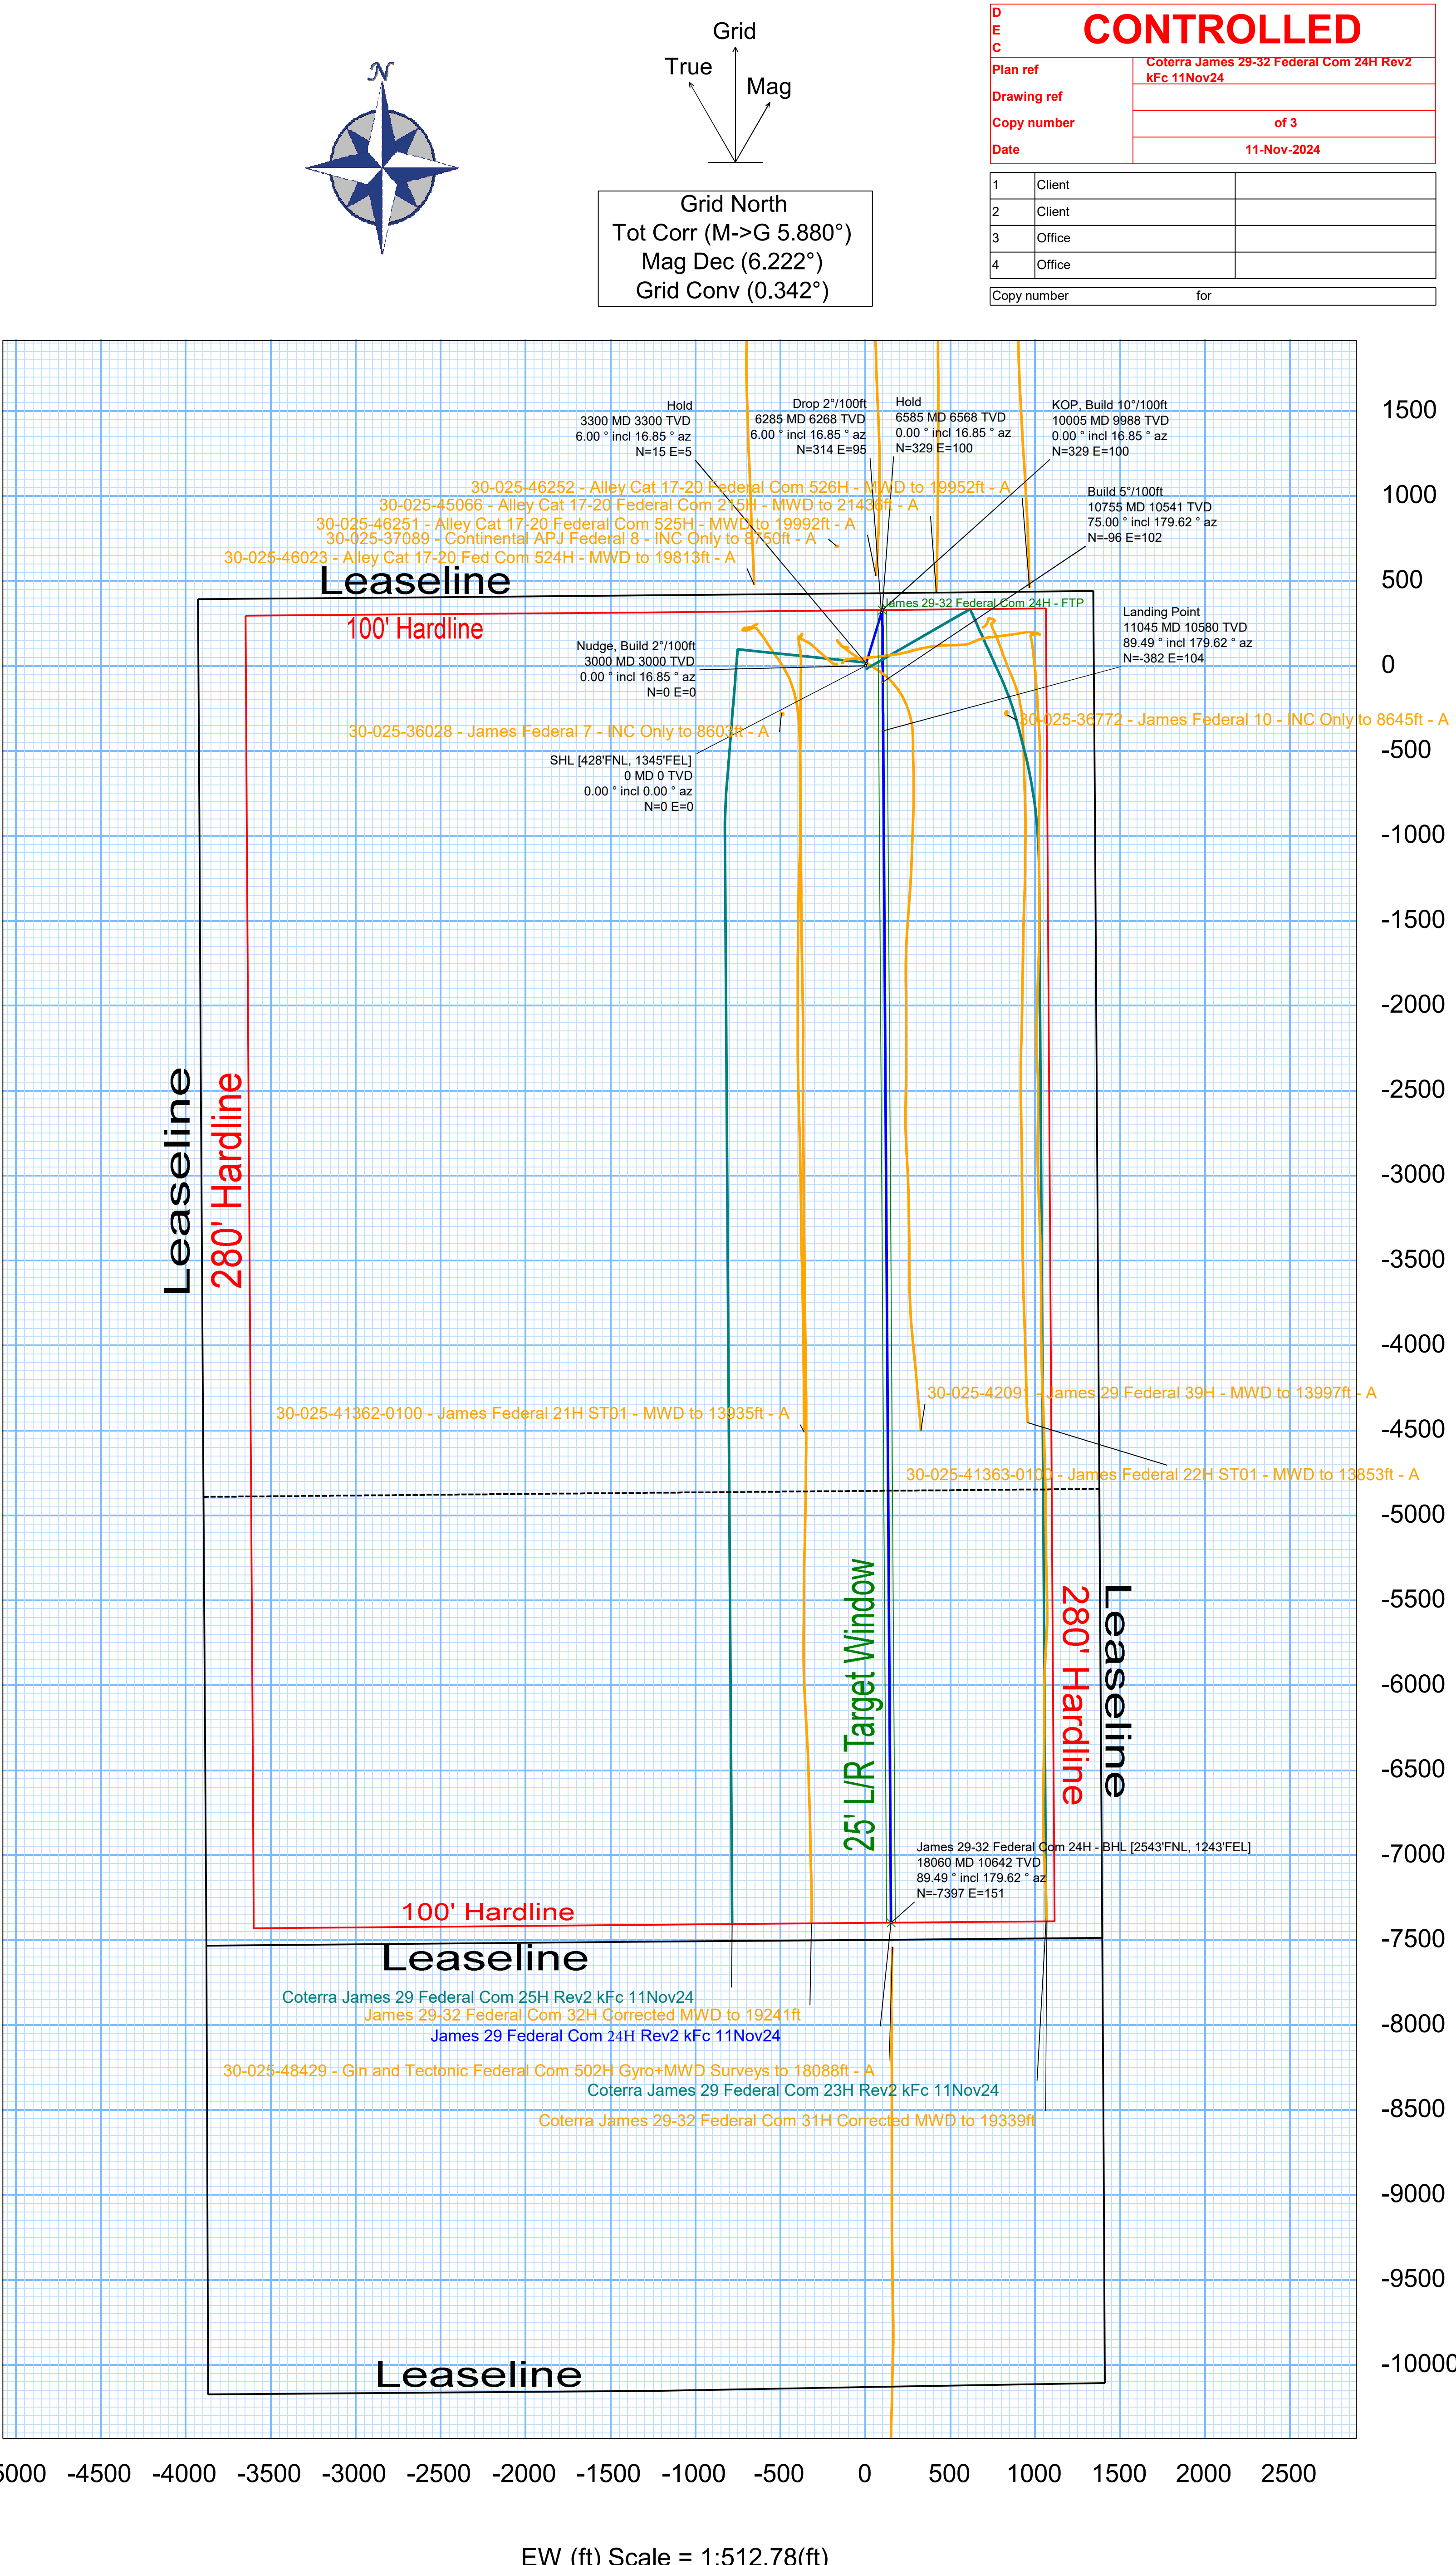 D
E
C
CONTROLLED
Plan ref
Coterra James 29-32 Federal Com 24H Rev2
kFc 11Nov24
Drawing ref
Copy number
of 3
Date
11-Nov-2024
1 Client
2 Client
3 Office
4 Office
Copy number for
N
Grid
True
Mag
Grid North
Tot Corr (M->G 5.880°)
Mag Dec (6.222°)
Grid Conv (0.342°)
Hold
3300 MD 3300 TVD
6.00 ° incl 16.85 ° az
N=15 E=5
Drop 2°/100ft
6285 MD 6268 TVD
6.00 ° incl 16.85 ° az
N=314 E=95
Hold
6585 MD 6568 TVD
0.00 ° incl 16.85 ° az
N=329 E=100
KOP, Build 10°/100ft
10005 MD 9988 TVD
0.00 ° incl 16.85 ° az
N=329 E=100
Build 5°/100ft
10755 MD 10541 TVD
75.00 ° incl 179.62 ° az
N=-96 E=102
30-025-46252 - Alley Cat 17-20 Federal Com 526H - MWD to 19952ft - A
30-025-45066 - Alley Cat 17-20 Federal Com 215H - MWD to 21436ft - A
30-025-46251 - Alley Cat 17-20 Federal Com 525H - MWD to 19992ft - A
30-025-37089 - Continental APJ Federal 8 - INC Only to 8750ft - A
30-025-46023 - Alley Cat 17-20 Fed Com 524H - MWD to 19813ft - A
Leaseline
James 29-32 Federal Com 24H - FTP
100' Hardline
Landing Point
11045 MD 10580 TVD
89.49 ° incl 179.62 ° az
N=-382 E=104
Nudge, Build 2°/100ft
3000 MD 3000 TVD
0.00 ° incl 16.85 ° az
N=0 E=0
30-025-36772 - James Federal 10 - INC Only to 8645ft - A
30-025-36028 - James Federal 7 - INC Only to 8603ft - A
SHL [428'FNL, 1345'FEL]
0 MD 0 TVD
0.00 ° incl 0.00 ° az
N=0 E=0
Leaseline
280' Hardline
30-025-42091 - James 29 Federal 39H - MWD to 13997ft - A
30-025-41362-0100 - James Federal 21H ST01 - MWD to 13935ft - A
30-025-41363-0100 - James Federal 22H ST01 - MWD to 13853ft - A
25' L/R Target Window
280' Hardline
Leaseline
James 29-32 Federal Com 24H - BHL [2543'FNL, 1243'FEL]
18060 MD 10642 TVD
89.49 ° incl 179.62 ° az
N=-7397 E=151
100' Hardline
Leaseline
Coterra James 29 Federal Com 25H Rev2 kFc 11Nov24
James 29-32 Federal Com 32H Corrected MWD to 19241ft
James 29 Federal Com 24H Rev2 kFc 11Nov24
30-025-48429 - Gin and Tectonic Federal Com 502H Gyro+MWD Surveys to 18088ft - A
Coterra James 29 Federal Com 23H Rev2 kFc 11Nov24
Coterra James 29-32 Federal Com 31H Corrected MWD to 19339ft
Leaseline
1500
1000
500
0
-500
-1000
-1500
-2000
-2500
-3000
-3500
-4000
-4500
-5000
-5500
-6000
-6500
-7000
-7500
-8000
-8500
-9000
-9500
-10000
5000 -4500 -4000 -3500 -3000 -2500 -2000 -1500 -1000 -500 0 500 1000 1500 2000 2500
EW (ft) Scale = 1:512.78(ft)